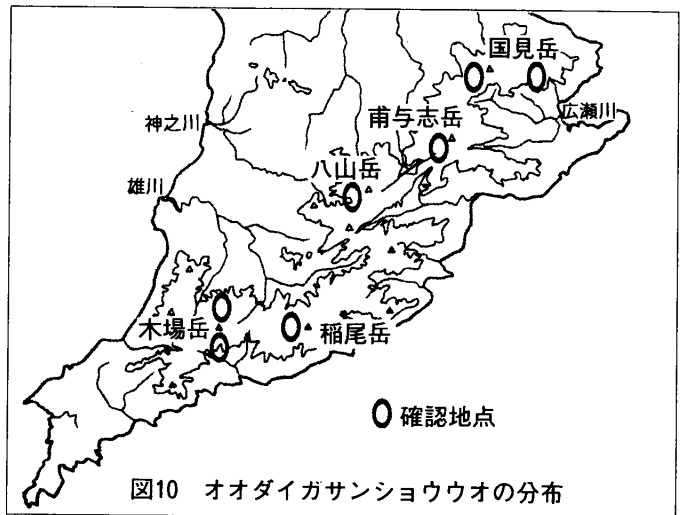 国見岳
広瀬川
甫与志岳
神之川
八山岳
雄川
木場岳
稲尾岳
確認地点
図10 オオダイガサンショウウオの分布